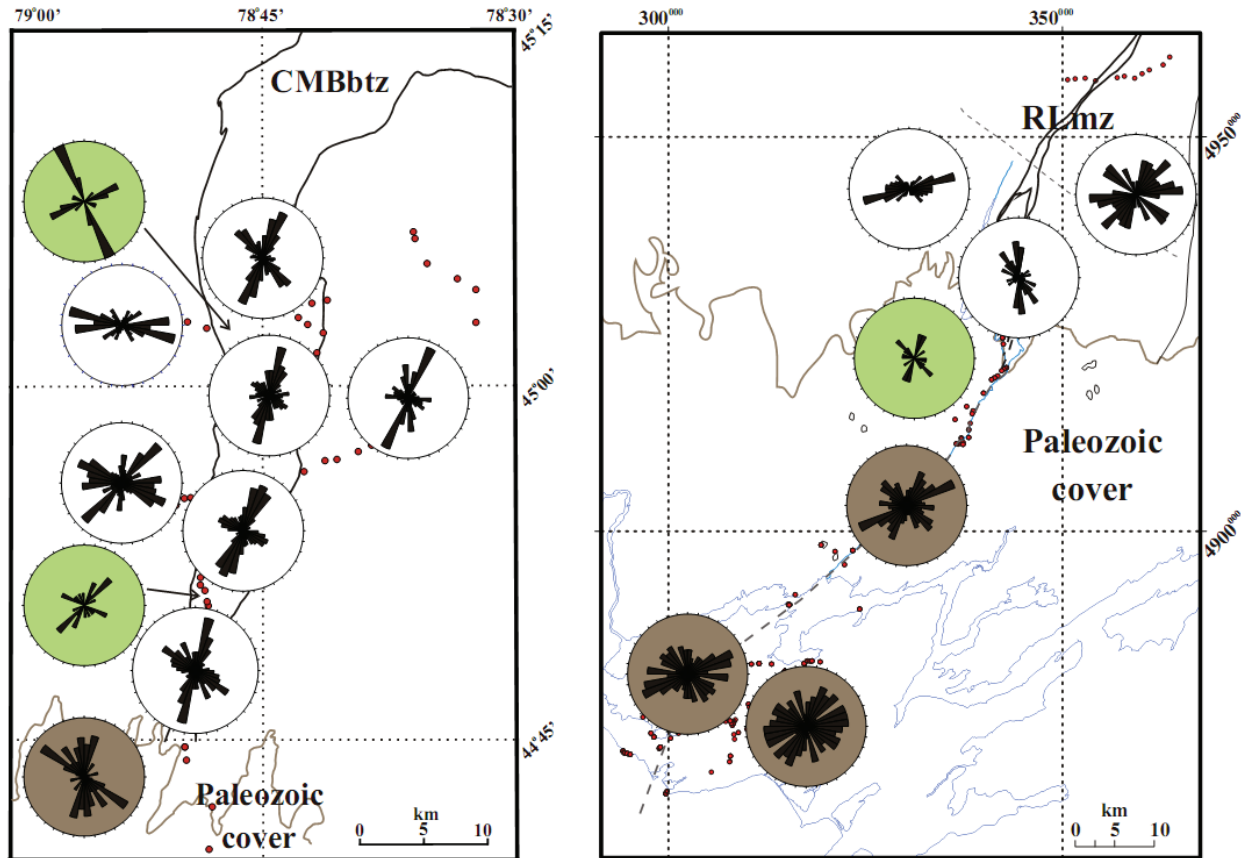 79°00′
78°45′
78°30′
45°15′
CMBbtz
45°00′
44°45′
Paleozoic
cover
km
0 5 10
300⁰⁰⁰
350⁰⁰⁰
RLmz
4950⁰⁰⁰
Paleozoic
cover
4900⁰⁰⁰
km
0 5 10